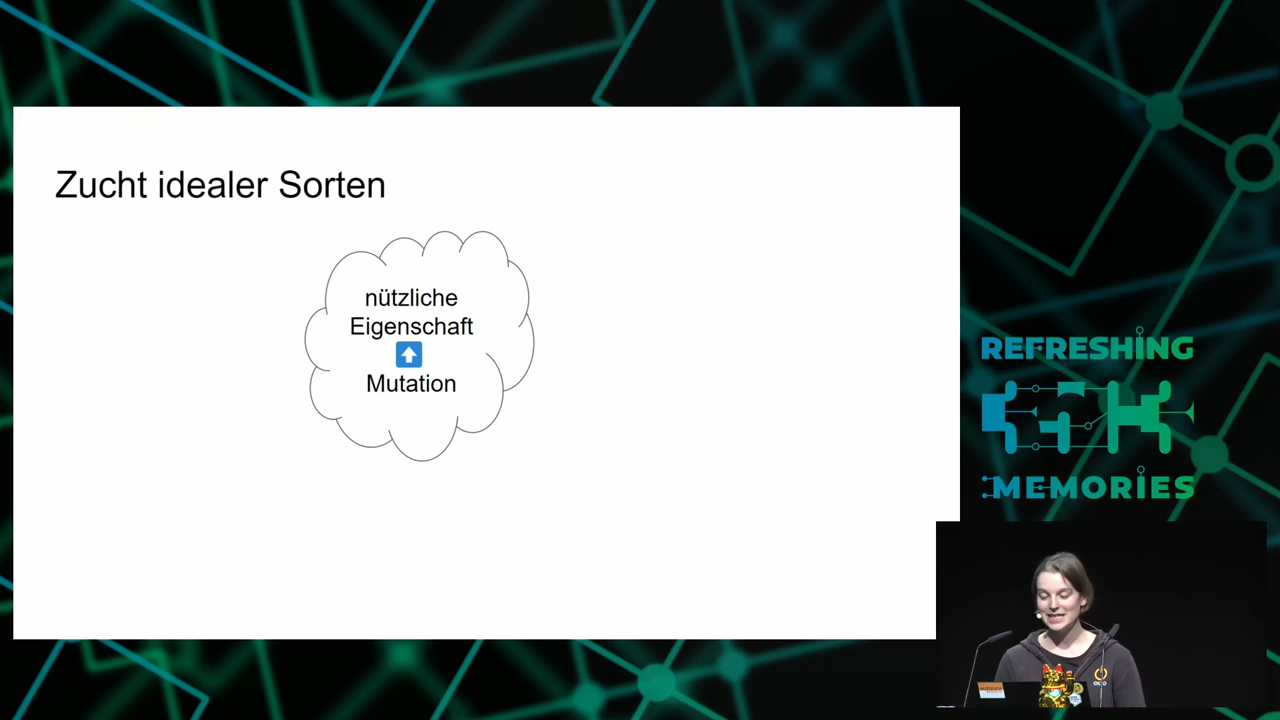 Zucht idealer Sorten
nützliche
Eigenschaft
Mutation
REFRESHING
MEMORIES